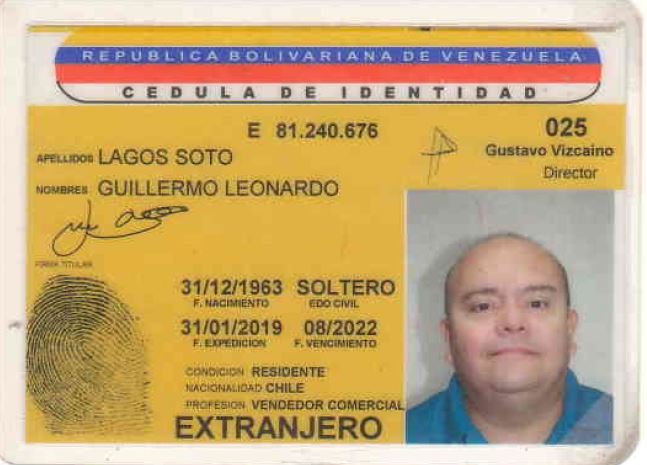 REPUBLICA BOLIVARIANA DE VENEZUELA
CEDULA DE IDENTIDAD
E 81.240.676
025
Gustavo Vizcaino
Director
APELLIDOS LAGOS SOTO
NOMBRES GUILLERMO LEONARDO
FIRMA TITULAR
31/12/1963 SOLTERO
F. NACIMIENTO EDO CIVIL
31/01/2019 08/2022
F. EXPEDICION F. VENCIMIENTO
CONDICION RESIDENTE
NACIONALIDAD CHILE
PROFESION VENDEDOR COMERCIAL
EXTRANJERO